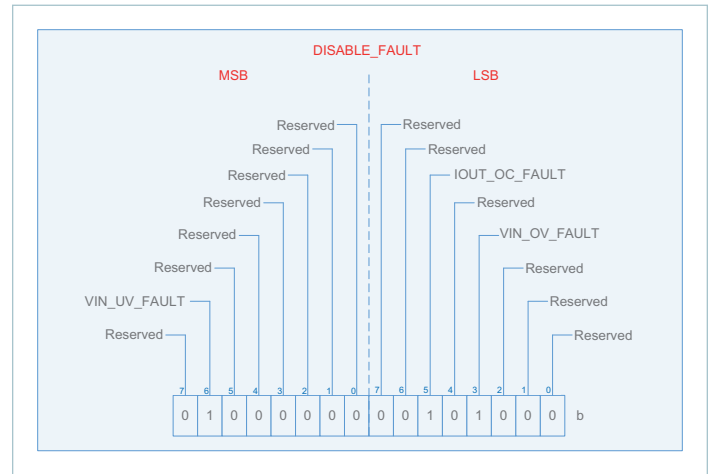 DISABLE_FAULT
MSB LSB
Reserved Reserved
Reserved Reserved
Reserved IOUT_OC_FAULT
Reserved Reserved
Reserved VIN_OV_FAULT
Reserved Reserved
VIN_UV_FAULT Reserved
Reserved Reserved
7 6 5 4 3 2 1 0 7 6 5 4 3 2 1 0
0 1 0 0 0 0 0 0 0 0 1 0 1 0 0 0 b